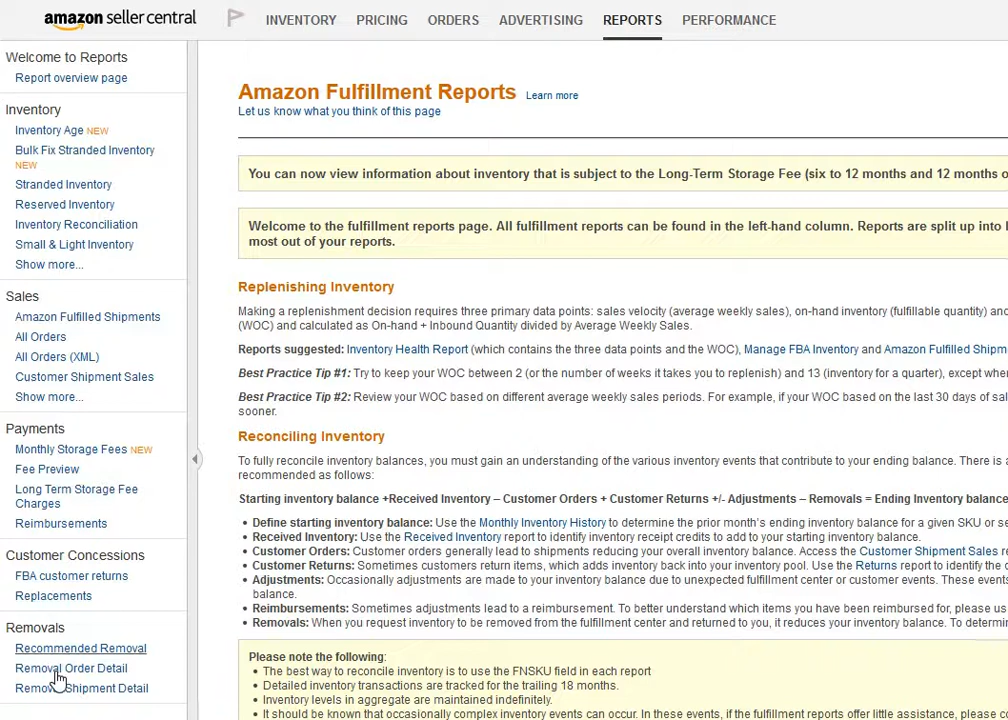 amazon seller central
INVENTORY PRICING ORDERS ADVERTISING REPORTS PERFORMANCE
Welcome to Reports
Report overview page
Inventory
Inventory Age NEW
Bulk Fix Stranded Inventory
NEW
Stranded Inventory
Reserved Inventory
Inventory Reconciliation
Small & Light Inventory
Show more...
Sales
Amazon Fulfilled Shipments
All Orders
All Orders (XML)
Customer Shipment Sales
Show more...
Payments
Monthly Storage Fees NEW
Fee Preview
Long Term Storage Fee
Charges
Reimbursements
Customer Concessions
FBA customer returns
Replacements
Removals
Recommended Removal
Removal Order Detail
Removal Shipment Detail
Amazon Fulfillment Reports Learn more
Let us know what you think of this page
You can now view information about inventory that is subject to the Long-Term Storage Fee (six to 12 months and 12 months o
Welcome to the fulfillment reports page. All fulfillment reports can be found in the left-hand column. Reports are split up into
most out of your reports.
Replenishing Inventory
Making a replenishment decision requires three primary data points: sales velocity (average weekly sales), on-hand inventory (fulfillable quantity) and
(WOC) and calculated as On-hand + Inbound Quantity divided by Average Weekly Sales.
Reports suggested: Inventory Health Report (which contains the three data points and the WOC), Manage FBA Inventory and Amazon Fulfilled Shipm
Best Practice Tip #1: Try to keep your WOC between 2 (or the number of weeks it takes you to replenish) and 13 (inventory for a quarter), except whe
Best Practice Tip #2: Review your WOC based on different average weekly sales periods. For example, if your WOC based on the last 30 days of sal
sooner.
Reconciling Inventory
To fully reconcile inventory balances, you must gain an understanding of the various inventory events that contribute to your ending balance. There is a
recommended as follows:
Starting inventory balance +Received Inventory – Customer Orders + Customer Returns +/- Adjustments – Removals = Ending Inventory balance
• Define starting inventory balance: Use the Monthly Inventory History to determine the prior month's ending inventory balance for a given SKU or se
• Received Inventory: Use the Received Inventory report to identify inventory receipt credits to add to your starting inventory balance.
• Customer Orders: Customer orders generally lead to shipments reducing your overall inventory balance. Access the Customer Shipment Sales re
• Customer Returns: Sometimes customers return items, which adds inventory back into your inventory pool. Use the Returns report to identify the
• Adjustments: Occasionally adjustments are made to your inventory balance due to unexpected fulfillment center or customer events. These event
balance.
• Reimbursements: Sometimes adjustments lead to a reimbursement. To better understand which items you have been reimbursed for, please us
• Removals: When you request inventory to be removed from the fulfillment center and returned to you, it reduces your inventory balance. To determin
Please note the following:
• The best way to reconcile inventory is to use the FNSKU field in each report
• Detailed inventory transactions are tracked for the trailing 18 months.
• Inventory levels in aggregate are maintained indefinitely.
• It should be known that occasionally complex inventory events can occur. In these events, if the fulfillment reports offer little assistance, please co